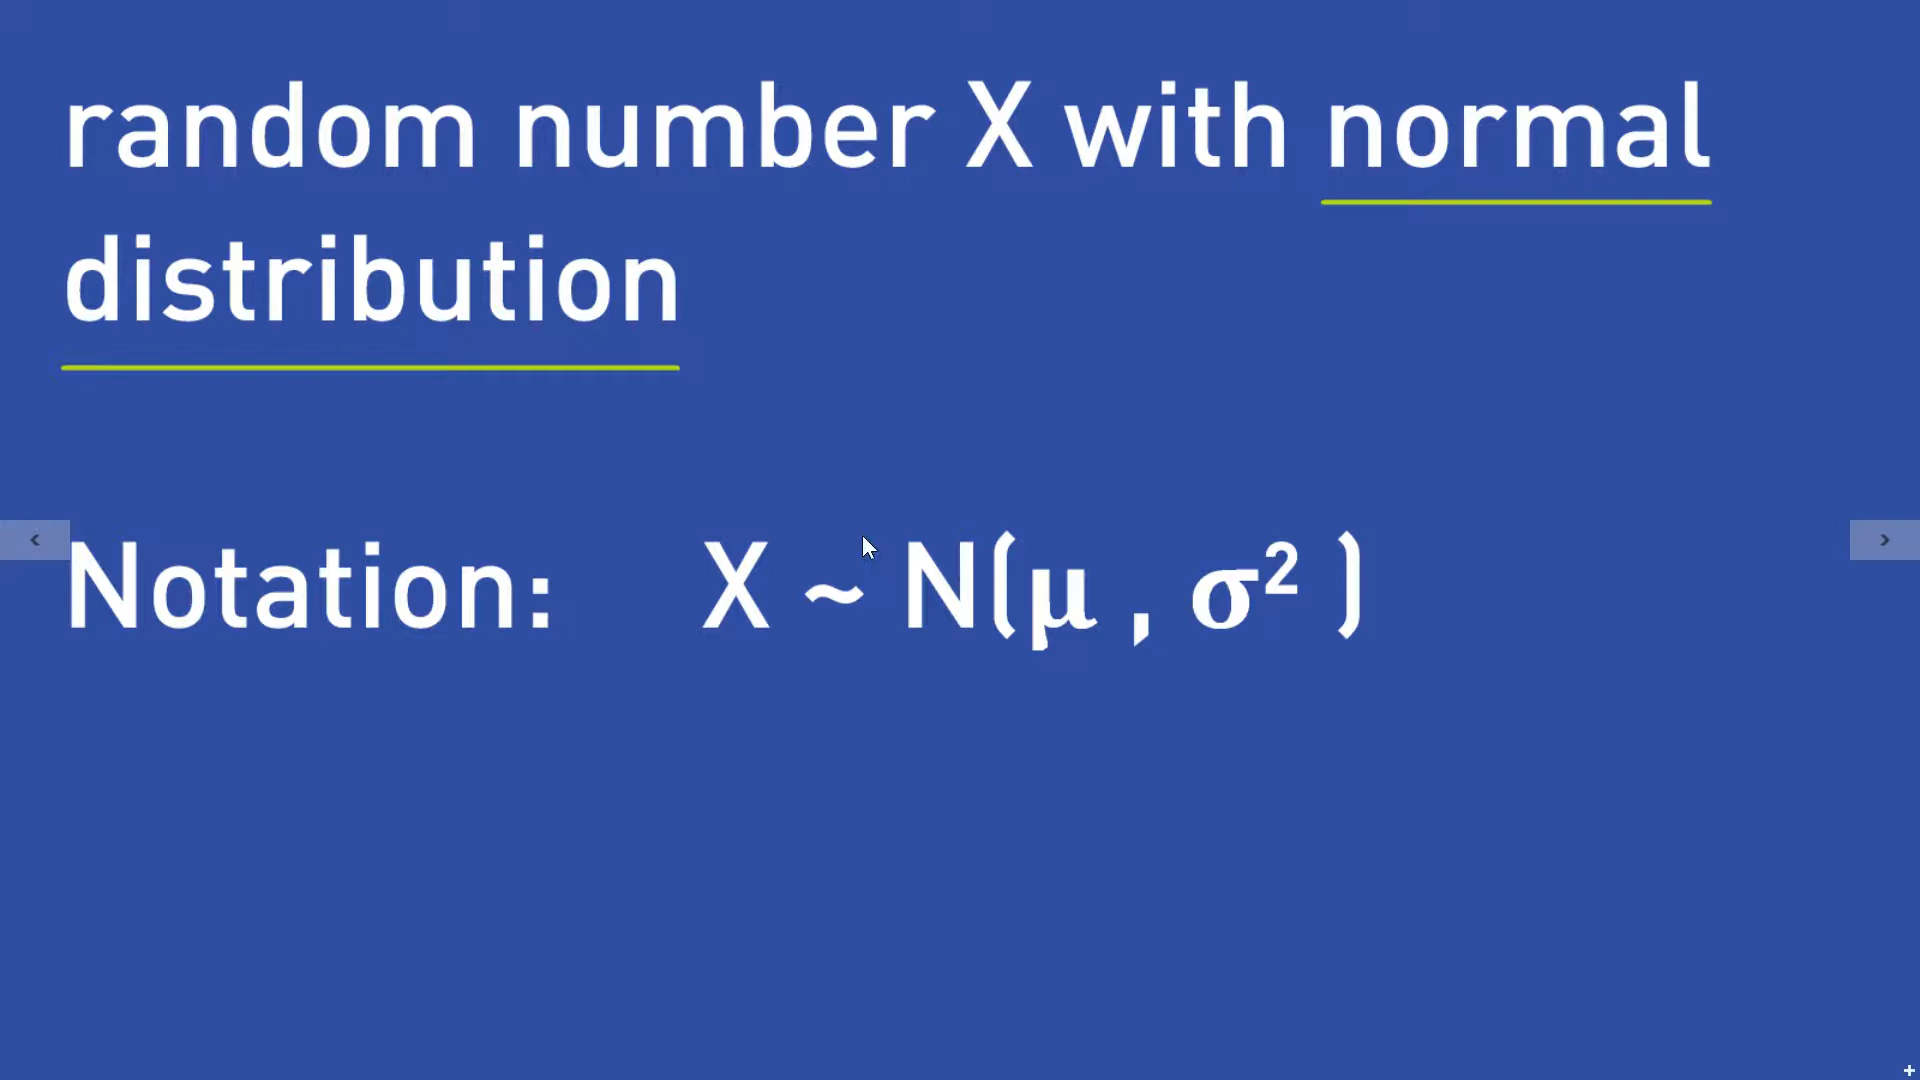 random number X with normal
distribution
Notation: X ~ N(μ , σ² )